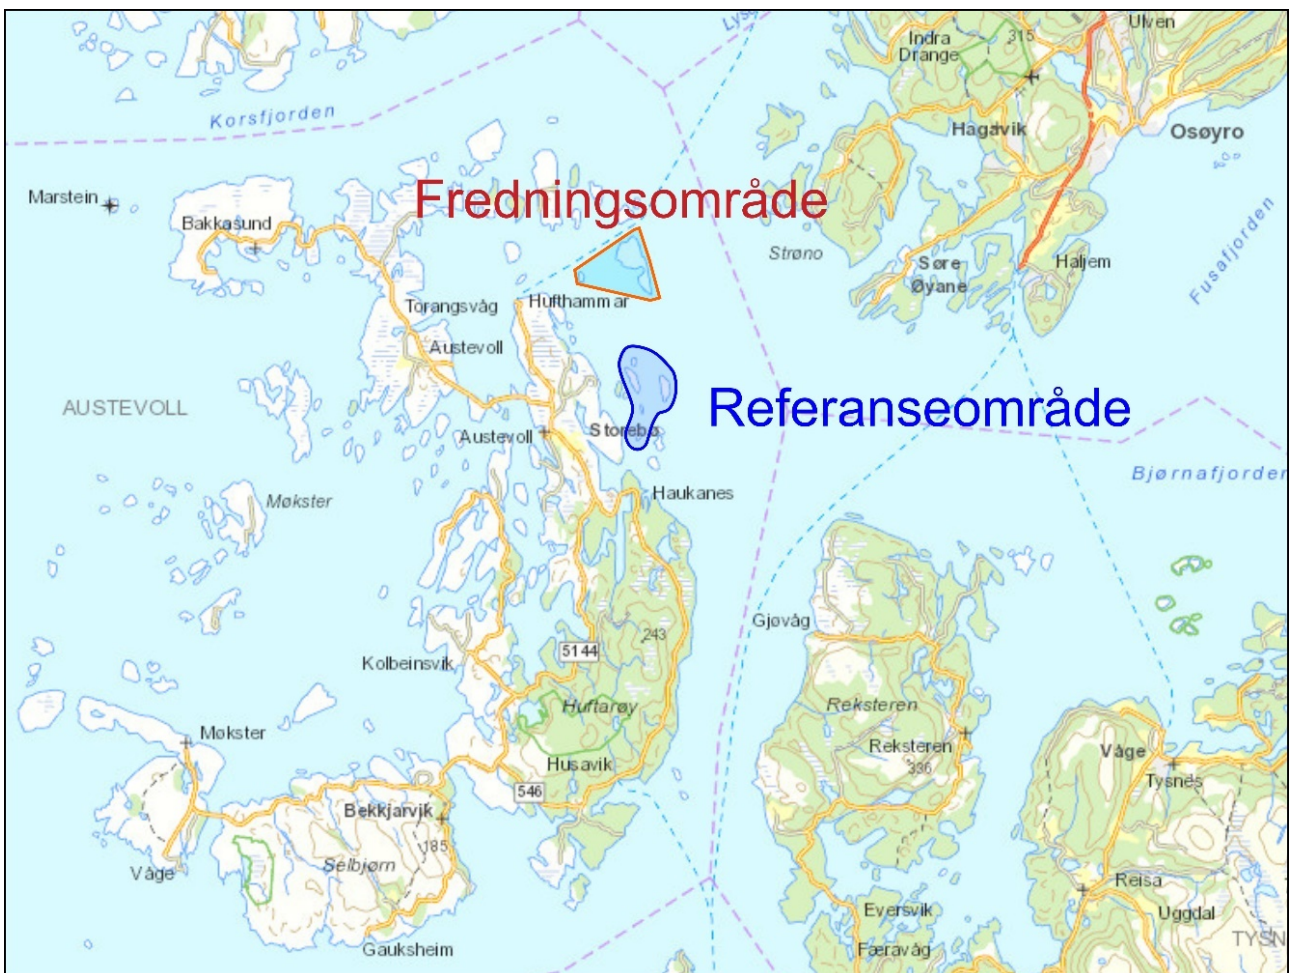 Ulven
Indra
Drange
315
Lysø
Korsfjorden
Hagavik
Osøyro
Marstein
Fredningsområde
Bakkasund
Strøno
Søre
Øyane
Haljem
Fusafjorden
Torangsvåg
Hufthammar
Austevoll
AUSTEVOLL
Referanseområde
Austevoll
Storebø
Bjørnafjorden
Møkster
Haukanes
Gjøvåg
243
5144
Kolbeinsvik
Huftarøy
Reksteren
Møkster
Reksteren
336
Våge
Husavik
Tysnes
546
Bekkjarvik
185
Selbjørn
Våge
Reisa
Eversvik
Uggdal
Gauksheim
Færavåg
TYSN